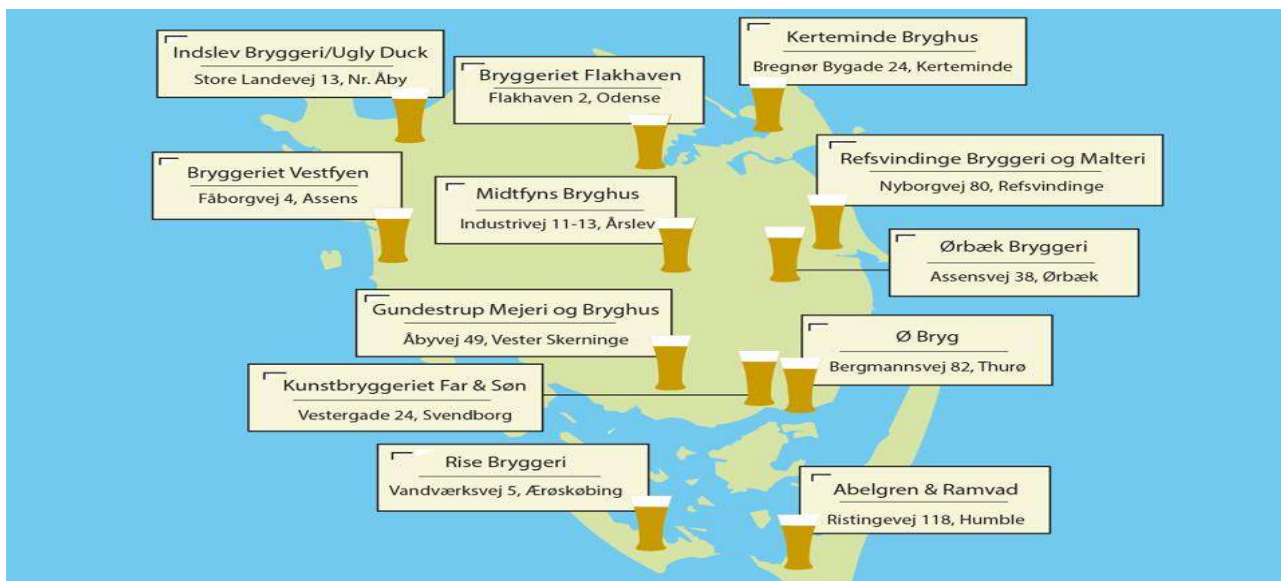 Indslev Bryggeri/Ugly Duck
Store Landevej 13, Nr. Åby
Bryggeriet Flakhaven
Flakhaven 2, Odense
Kerteminde Bryghus
Bregnør Bygade 24, Kerteminde
Bryggeriet Vestfyen
Fåborgvej 4, Assens
Midtfyns Bryghus
Industrivej 11-13, Årslev
Refsvindinge Bryggeri og Malteri
Nyborgvej 80, Refsvindinge
Ørbæk Bryggeri
Assensvej 38, Ørbæk
Gundestrup Mejeri og Bryghus
Åbyvej 49, Vester Skerninge
Ø Bryg
Bergmannsvej 82, Thurø
Kunstbryggeriet Far & Søn
Vestergade 24, Svendborg
Rise Bryggeri
Vandværksvej 5, Ærøskøbing
Abelgren & Ramvad
Ristingevej 118, Humble